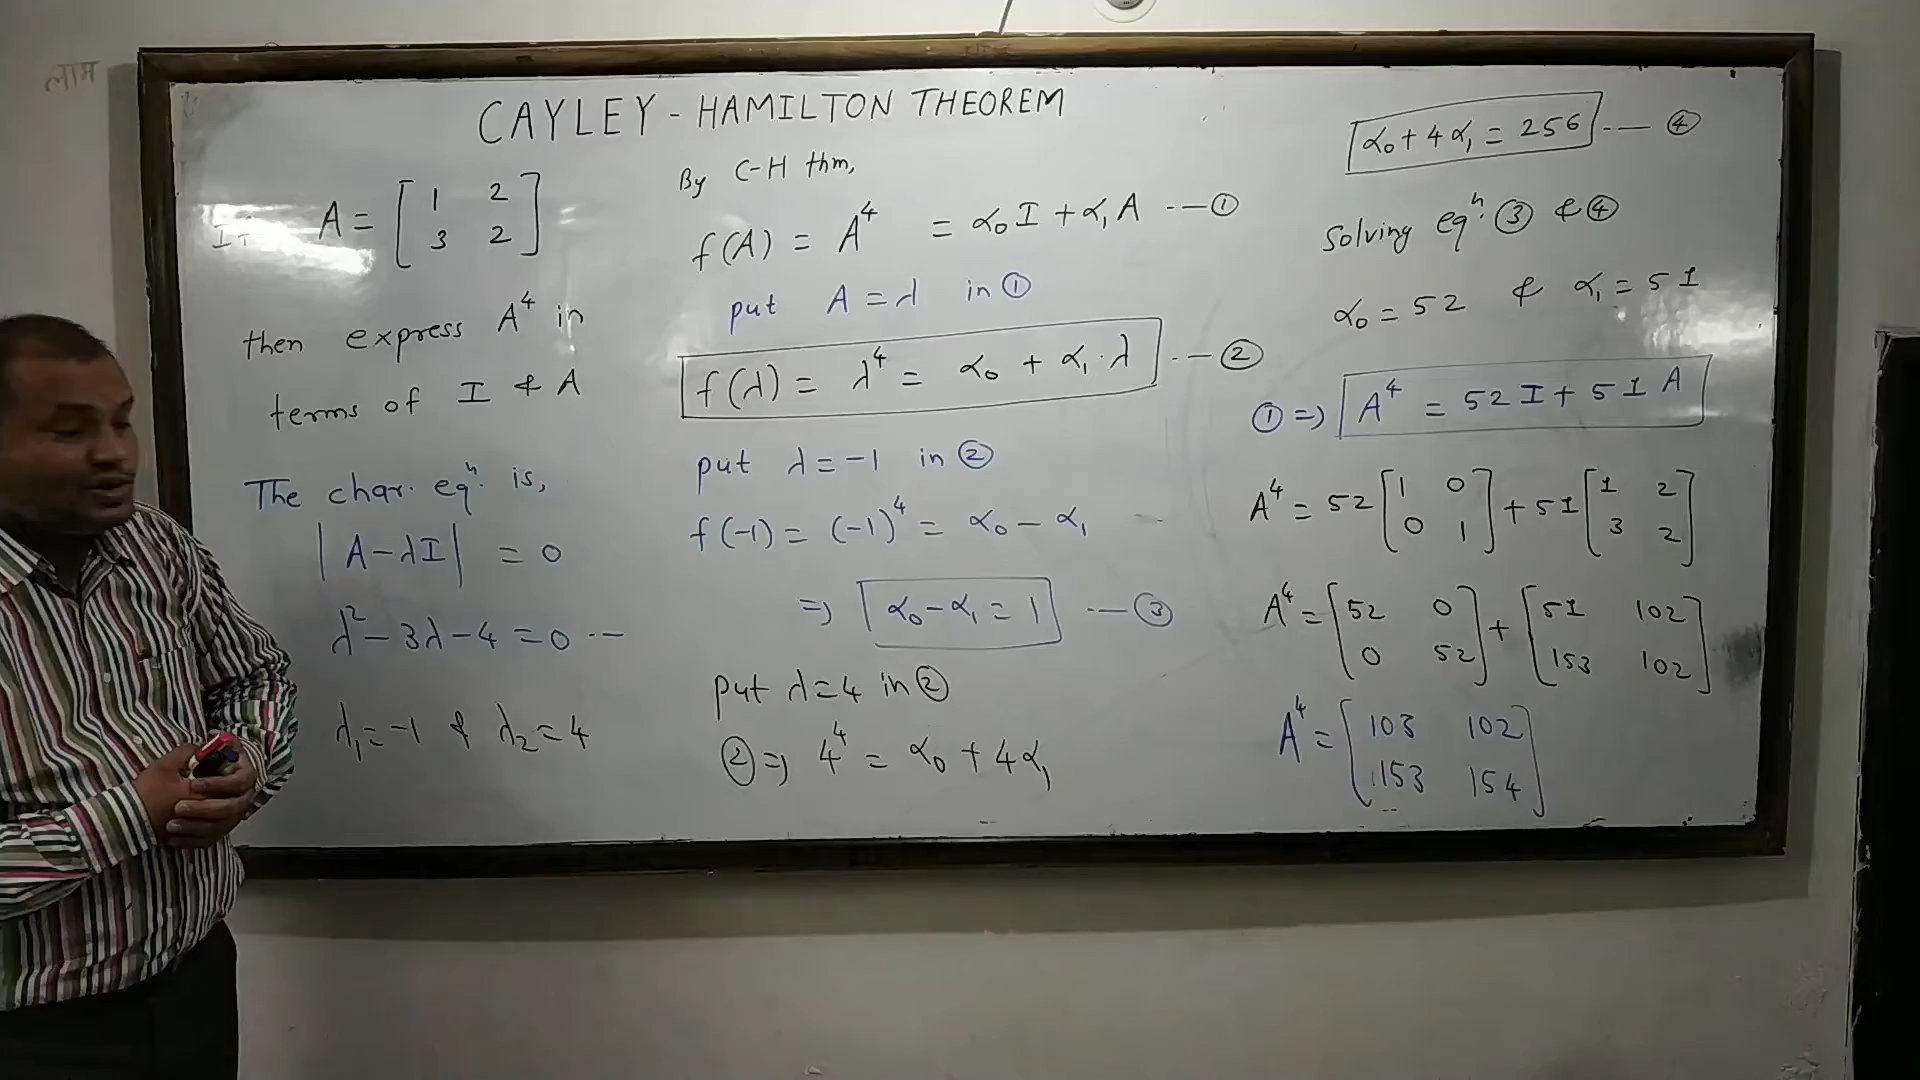 लाभ
CAYLEY - HAMILTON THEOREM
If A = [1 2
3 2]
then express A⁴ in
terms of I & A
The char. eqⁿ. is,
|A-λI| = 0
λ² - 3λ - 4 = 0 --
λ₁ = -1 & λ₂ = 4
By C-H thm,
f(A) = A⁴ = α₀I + α₁A ---①
put A = λ in ①
f(λ) = λ⁴ = α₀ + α₁.λ ---②
put λ = -1 in ②
f(-1) = (-1)⁴ = α₀ - α₁
=> α₀ - α₁ = 1 ---③
put λ = 4 in ②
② => 4⁴ = α₀ + 4α₁
α₀ + 4α₁ = 256 ---④
Solving eqⁿ. ③ & ④
α₀ = 52 & α₁ = 51
① => A⁴ = 52 I + 51 A
A⁴ = 52 [1 0
0 1] + 51 [1 2
3 2]
A⁴ = [52 0
0 52] + [51 102
153 102]
A⁴ = [103 102
153 154]